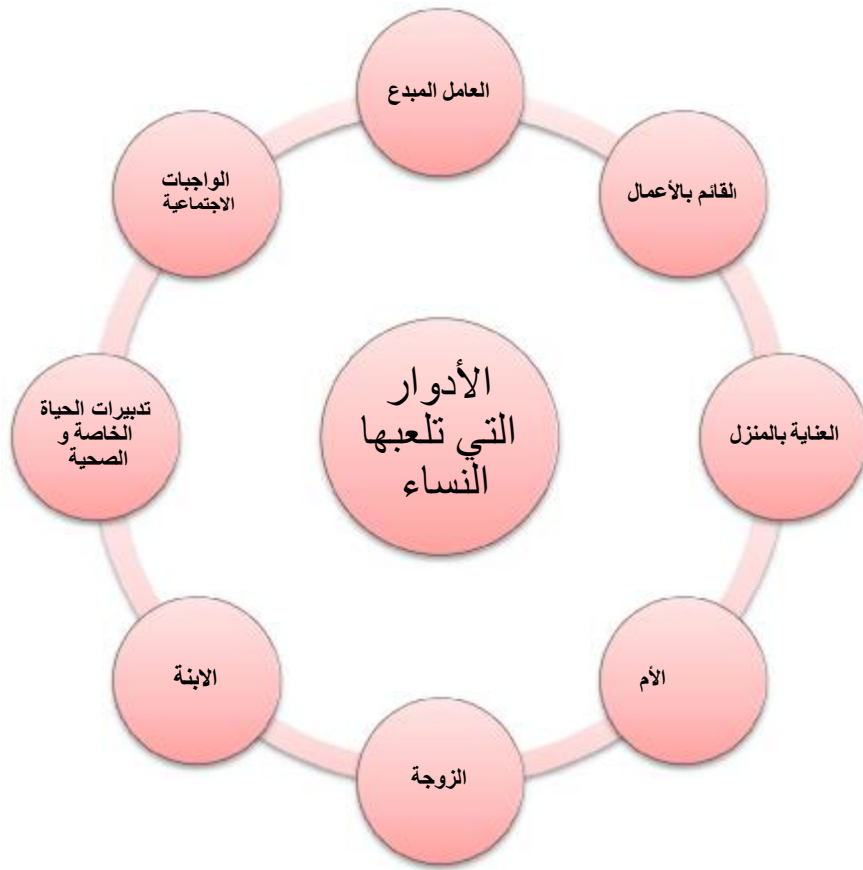 العامل المبدع
القائم بالأعمال
العناية بالمنزل
الأم
الزوجة
الابنة
تدبيرات الحياة
الخاصة و
الصحية
الواجبات
الاجتماعية
الأدوار
التي تلعبها
النساء